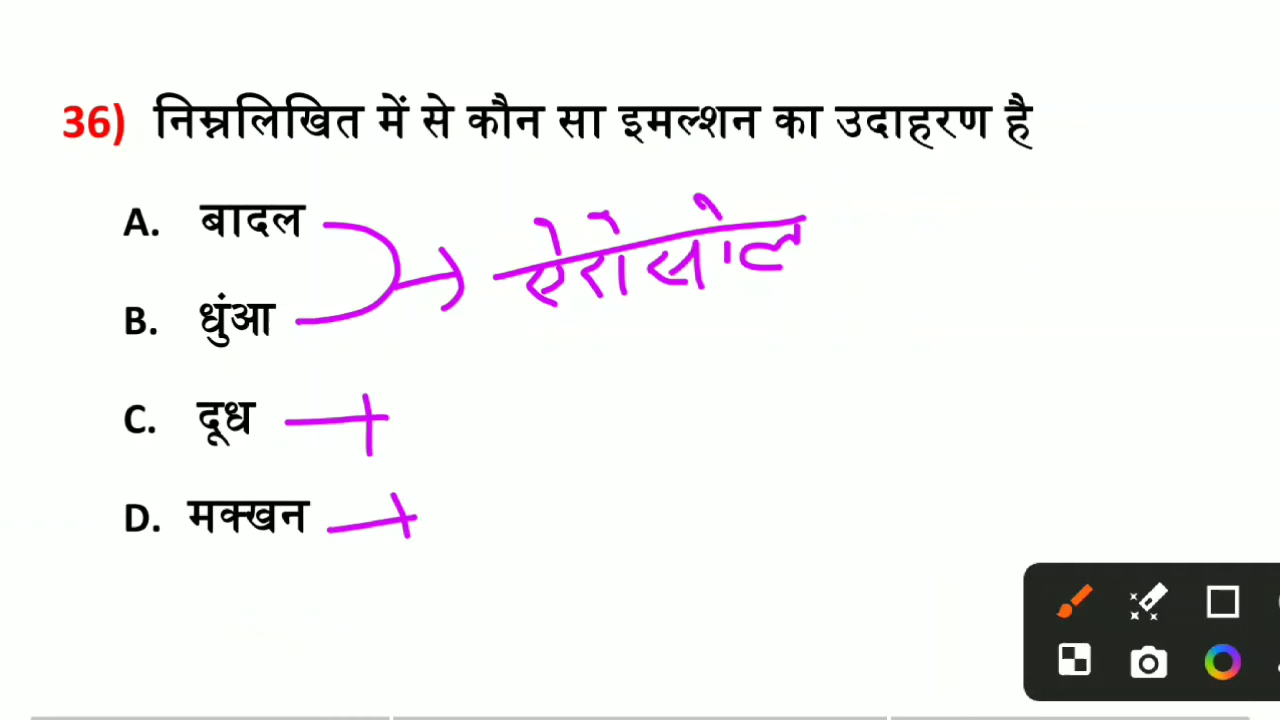 36) निम्नलिखित में से कौन सा इमल्शन का उदाहरण है
A. बादल
ऐरोसोल
B. धुंआ
C. दूध
D. मक्खन